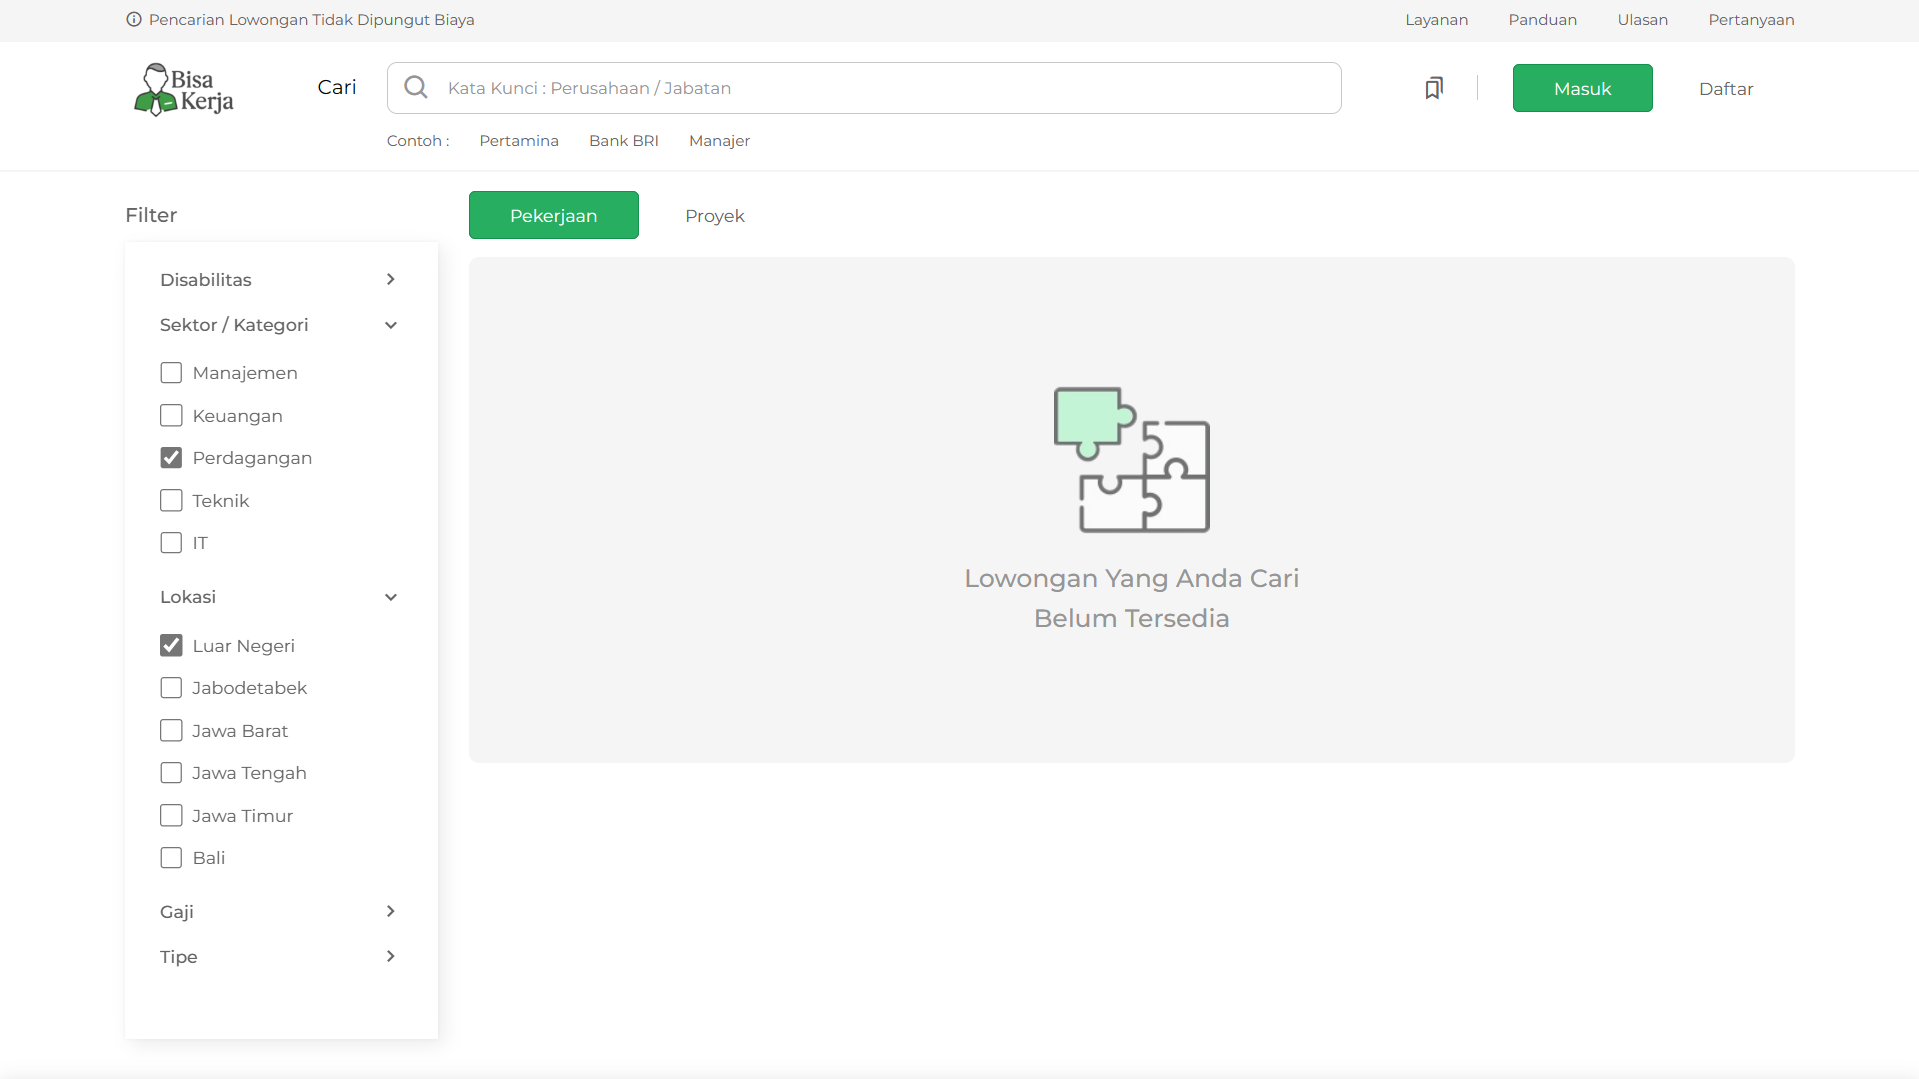 Pencarian Lowongan Tidak Dipungut Biaya
Layanan
Panduan
Ulasan
Pertanyaan
Bisa
Kerja
Cari
Kata Kunci : Perusahaan / Jabatan
Masuk
Daftar
Contoh :
Pertamina
Bank BRI
Manajer
Filter
Pekerjaan
Proyek
Disabilitas
Sektor / Kategori
Manajemen
Keuangan
Perdagangan
Teknik
IT
Lokasi
Luar Negeri
Jabodetabek
Jawa Barat
Jawa Tengah
Jawa Timur
Bali
Gaji
Tipe
Lowongan Yang Anda Cari
Belum Tersedia